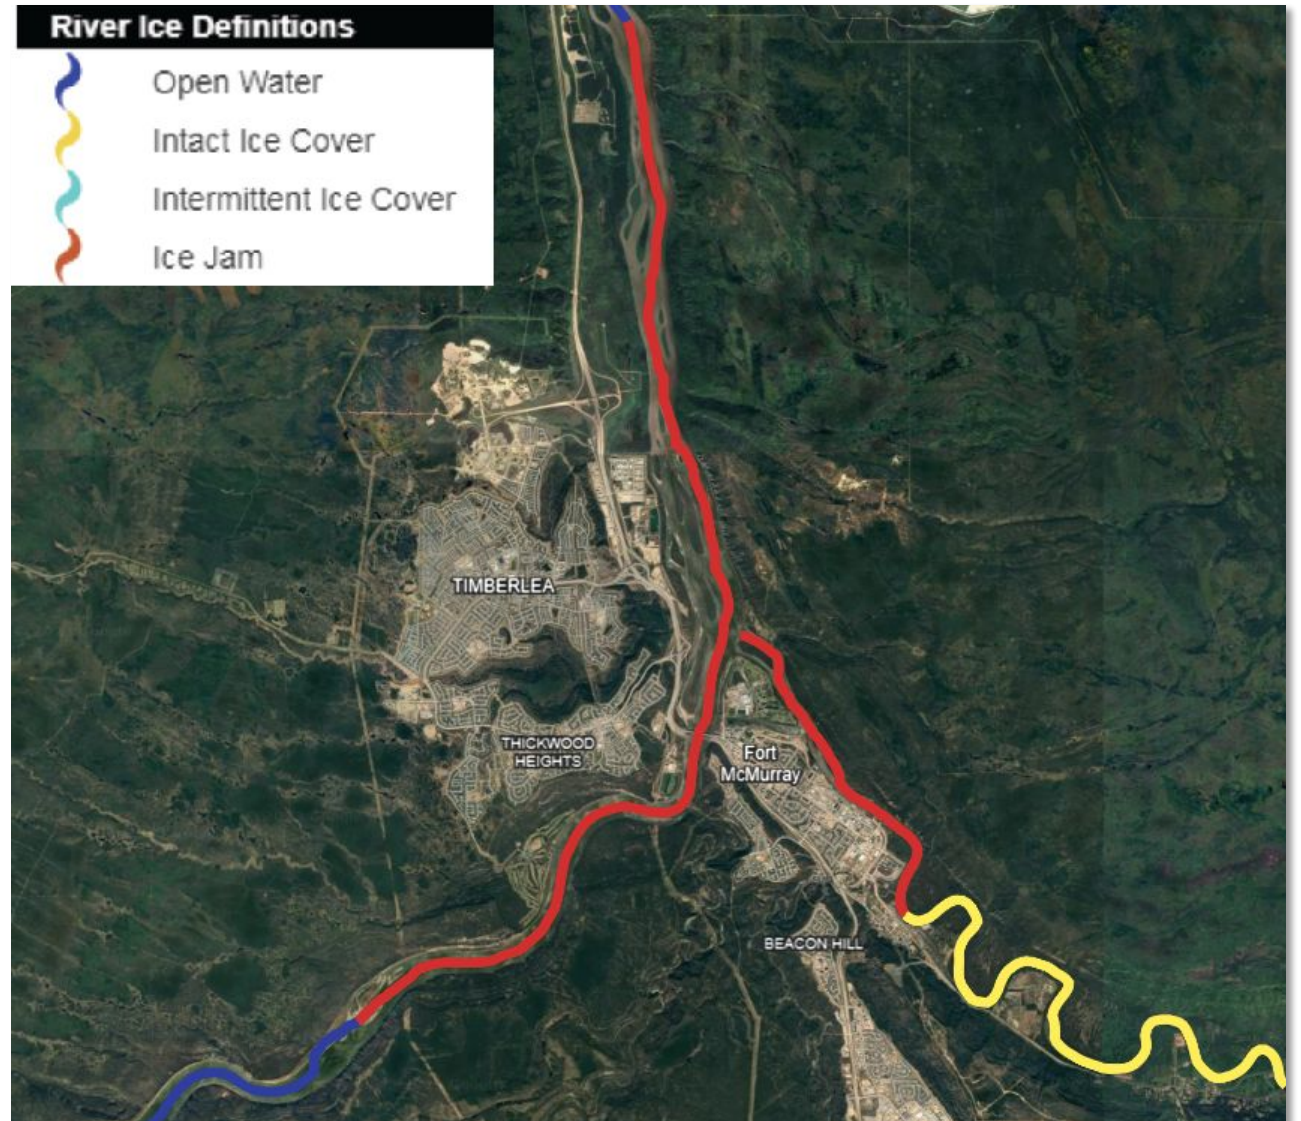 River Ice Definitions
Open Water
Intact Ice Cover
Intermittent Ice Cover
Ice Jam
TIMBERLEA
THICKWOOD
HEIGHTS
Fort
McMurray
BEACON HILL